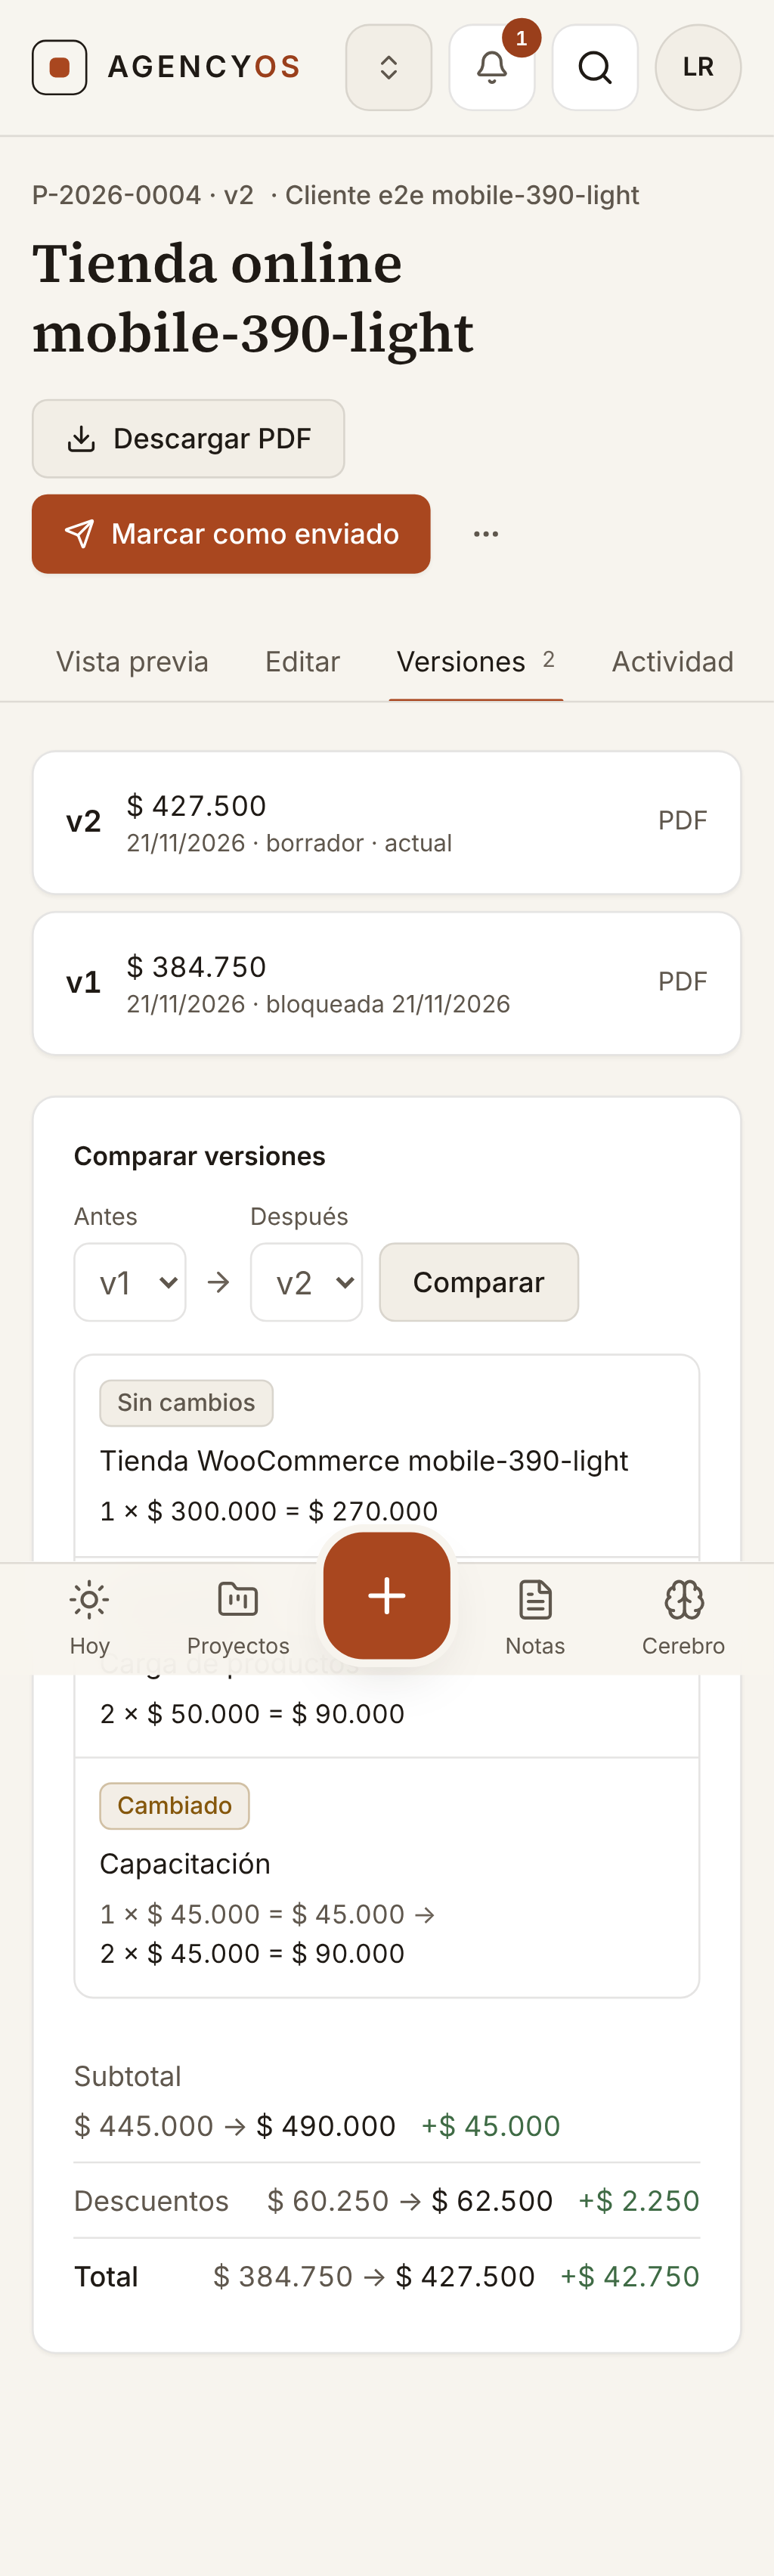 AGENCYOS
1
LR
P-2026-0004 · v2 · Cliente e2e mobile-390-light
Tienda online
mobile-390-light
Descargar PDF
Marcar como enviado
Vista previa
Editar
Versiones 2
Actividad
v2
$ 427.500
21/11/2026 · borrador · actual
PDF
v1
$ 384.750
21/11/2026 · bloqueada 21/11/2026
PDF
Comparar versiones
Antes
Después
v1
→
v2
Comparar
Sin cambios
Tienda WooCommerce mobile-390-light
1 × $ 300.000 = $ 270.000
Hoy
Proyectos
Notas
Cerebro
Carga de productos
2 × $ 50.000 = $ 90.000
Cambiado
Capacitación
1 × $ 45.000 = $ 45.000 →
2 × $ 45.000 = $ 90.000
Subtotal
$ 445.000 → $ 490.000 +$ 45.000
Descuentos $ 60.250 → $ 62.500 +$ 2.250
Total $ 384.750 → $ 427.500 +$ 42.750